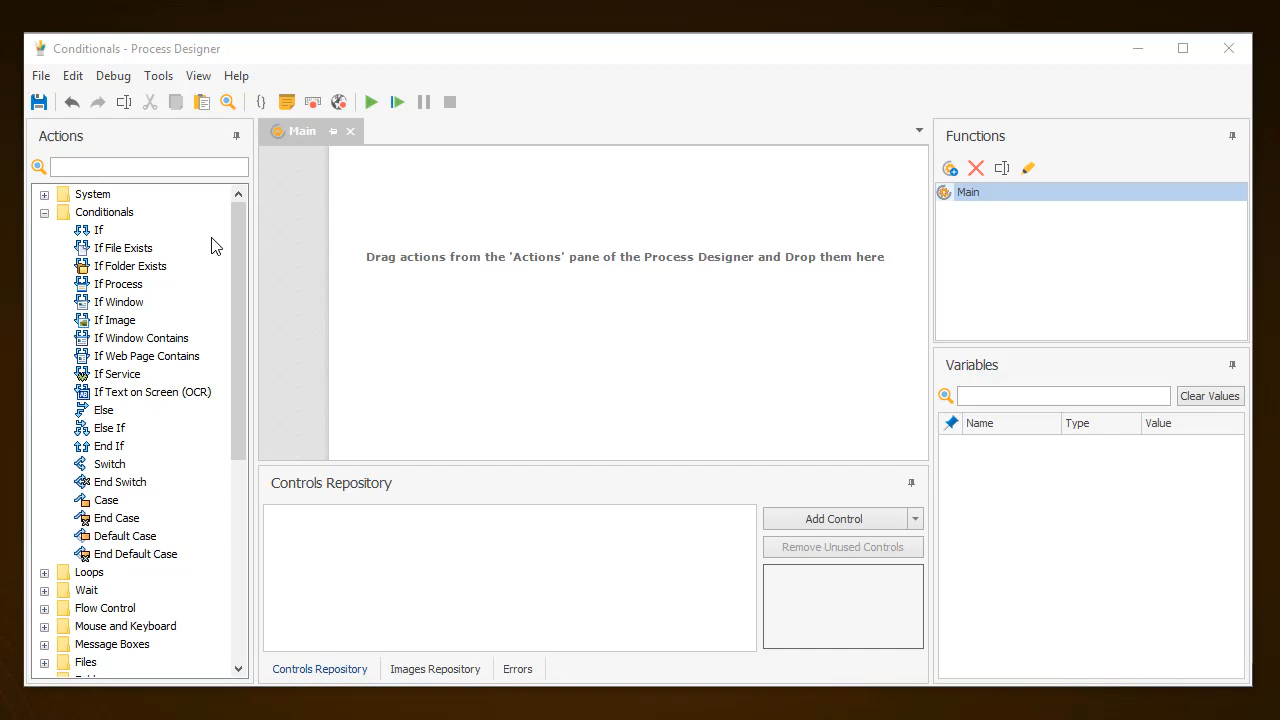 Conditionals - Process Designer
File Edit Debug Tools View Help
Actions
System
Conditionals
If
If File Exists
If Folder Exists
If Process
If Window
If Image
If Window Contains
If Web Page Contains
If Service
If Text on Screen (OCR)
Else
Else If
End If
Switch
End Switch
Case
End Case
Default Case
End Default Case
Loops
Wait
Flow Control
Mouse and Keyboard
Message Boxes
Files
Main
Drag actions from the 'Actions' pane of the Process Designer and Drop them here
Controls Repository
Add Control
Remove Unused Controls
Controls Repository Images Repository Errors
Functions
Main
Variables
Clear Values
Name Type Value